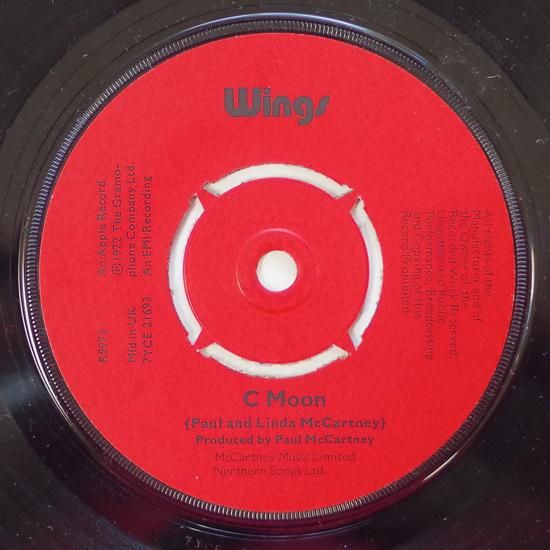 Wings
An Apple Record
℗1972 The Gramo-
phone Company Ltd.
An EMI Recording
R5973
Mfd in UK
7YCE 21693
All rights of the
Manufacturer and of
the Owner of the
Recorded Work Reserved.
Unauthorised Public
Performance, Broadcasting
and Copying of this
Record Prohibited.
C Moon
(Paul and Linda McCartney)
Produced by Paul McCartney
McCartney Music Limited
Northern Songs Ltd.
7YCE